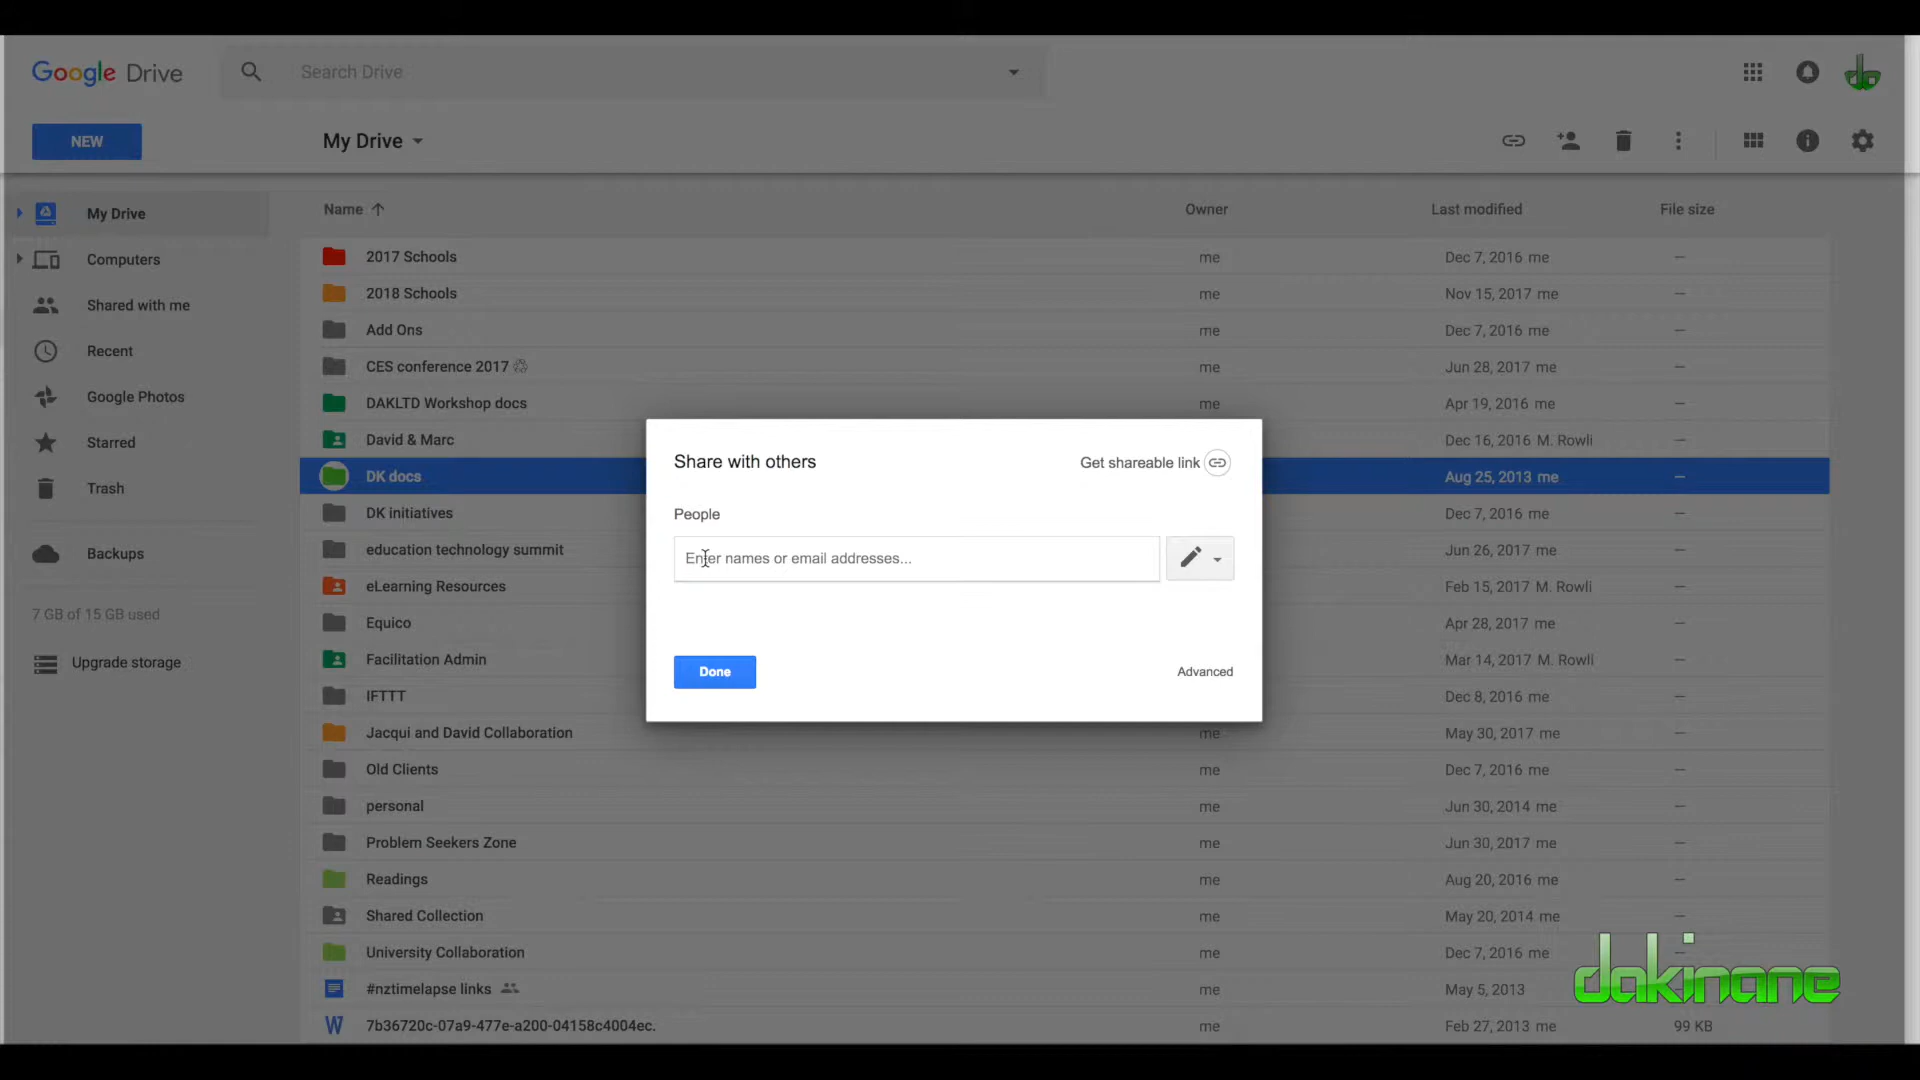 Google Drive
Search Drive
NEW
My Drive
My Drive
Computers
Shared with me
Recent
Google Photos
Starred
Trash
Backups
7 GB of 15 GB used
Upgrade storage
Name Owner Last modified File size
2017 Schools me Dec 7, 2016 me —
2018 Schools me Nov 15, 2017 me —
Add Ons me Dec 7, 2016 me —
CES conference 2017 me Jun 28, 2017 me —
DAKLTD Workshop docs me Apr 19, 2016 me —
David & Marc Dec 16, 2016 M. Rowli —
DK docs Aug 25, 2013 me —
DK initiatives Dec 7, 2016 me —
education technology summit Jun 26, 2017 me —
eLearning Resources Feb 15, 2017 M. Rowli —
Equico Apr 28, 2017 me —
Facilitation Admin Mar 14, 2017 M. Rowli —
IFTTT Dec 8, 2016 me —
Jacqui and David Collaboration me May 30, 2017 me —
Old Clients me Dec 7, 2016 me —
personal me Jun 30, 2014 me —
Problem Seekers Zone me Jun 30, 2017 me —
Readings me Aug 20, 2016 me —
Shared Collection me May 20, 2014 me —
University Collaboration me Dec 7, 2016 me —
#nztimelapse links me May 5, 2013
7b36720c-07a9-477e-a200-04158c4004ec. me Feb 27, 2013 me 99 KB
Share with others
Get shareable link
People
Enter names or email addresses...
Done
Advanced
dakinane